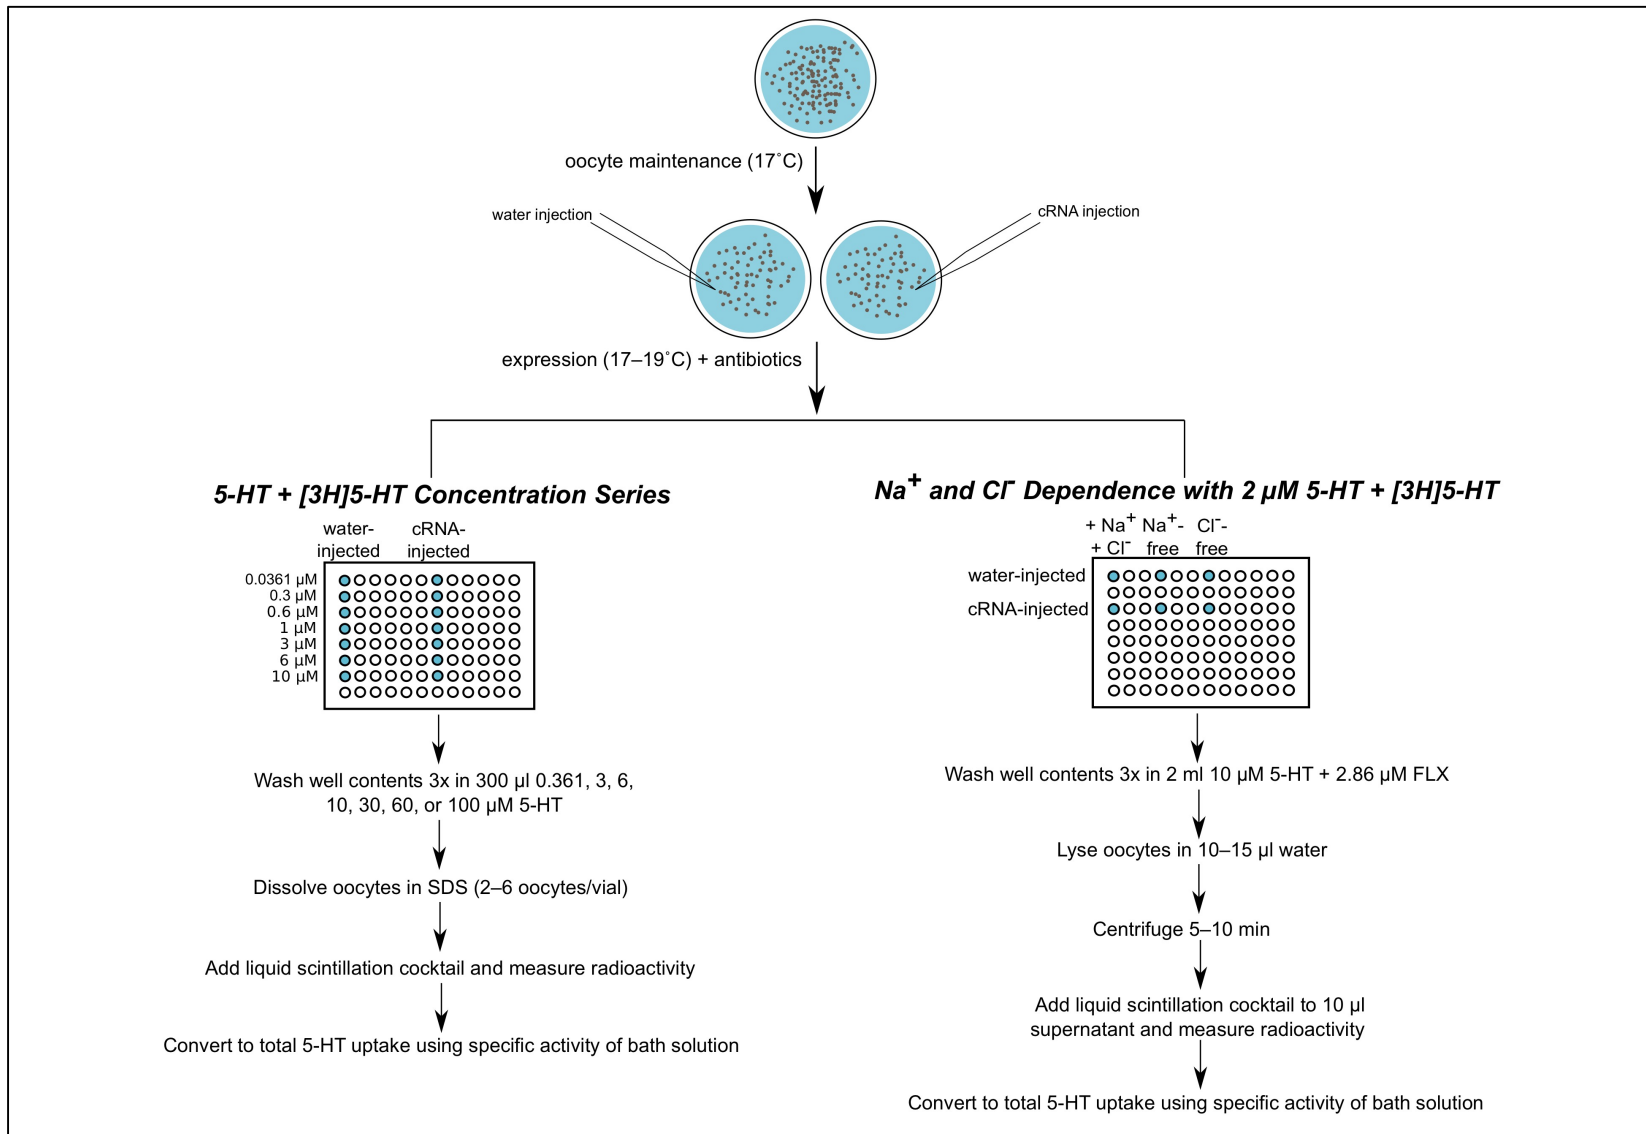 oocyte maintenance (17˚C)
water injection
cRNA injection
expression (17–19˚C) + antibiotics
5-HT + [3H]5-HT Concentration Series
water-
injected
cRNA-
injected
0.0361 µM
0.3 µM
0.6 µM
1 µM
3 µM
6 µM
10 µM
Wash well contents 3x in 300 µl 0.361, 3, 6,
10, 30, 60, or 100 µM 5-HT
Dissolve oocytes in SDS (2–6 oocytes/vial)
Add liquid scintillation cocktail and measure radioactivity
Convert to total 5-HT uptake using specific activity of bath solution
Na+ and Cl- Dependence with 2 µM 5-HT + [3H]5-HT
+ Na+
+ Cl-
Na+-
free
Cl--
free
water-injected
cRNA-injected
Wash well contents 3x in 2 ml 10 µM 5-HT + 2.86 µM FLX
Lyse oocytes in 10–15 µl water
Centrifuge 5–10 min
Add liquid scintillation cocktail to 10 µl
supernatant and measure radioactivity
Convert to total 5-HT uptake using specific activity of bath solution